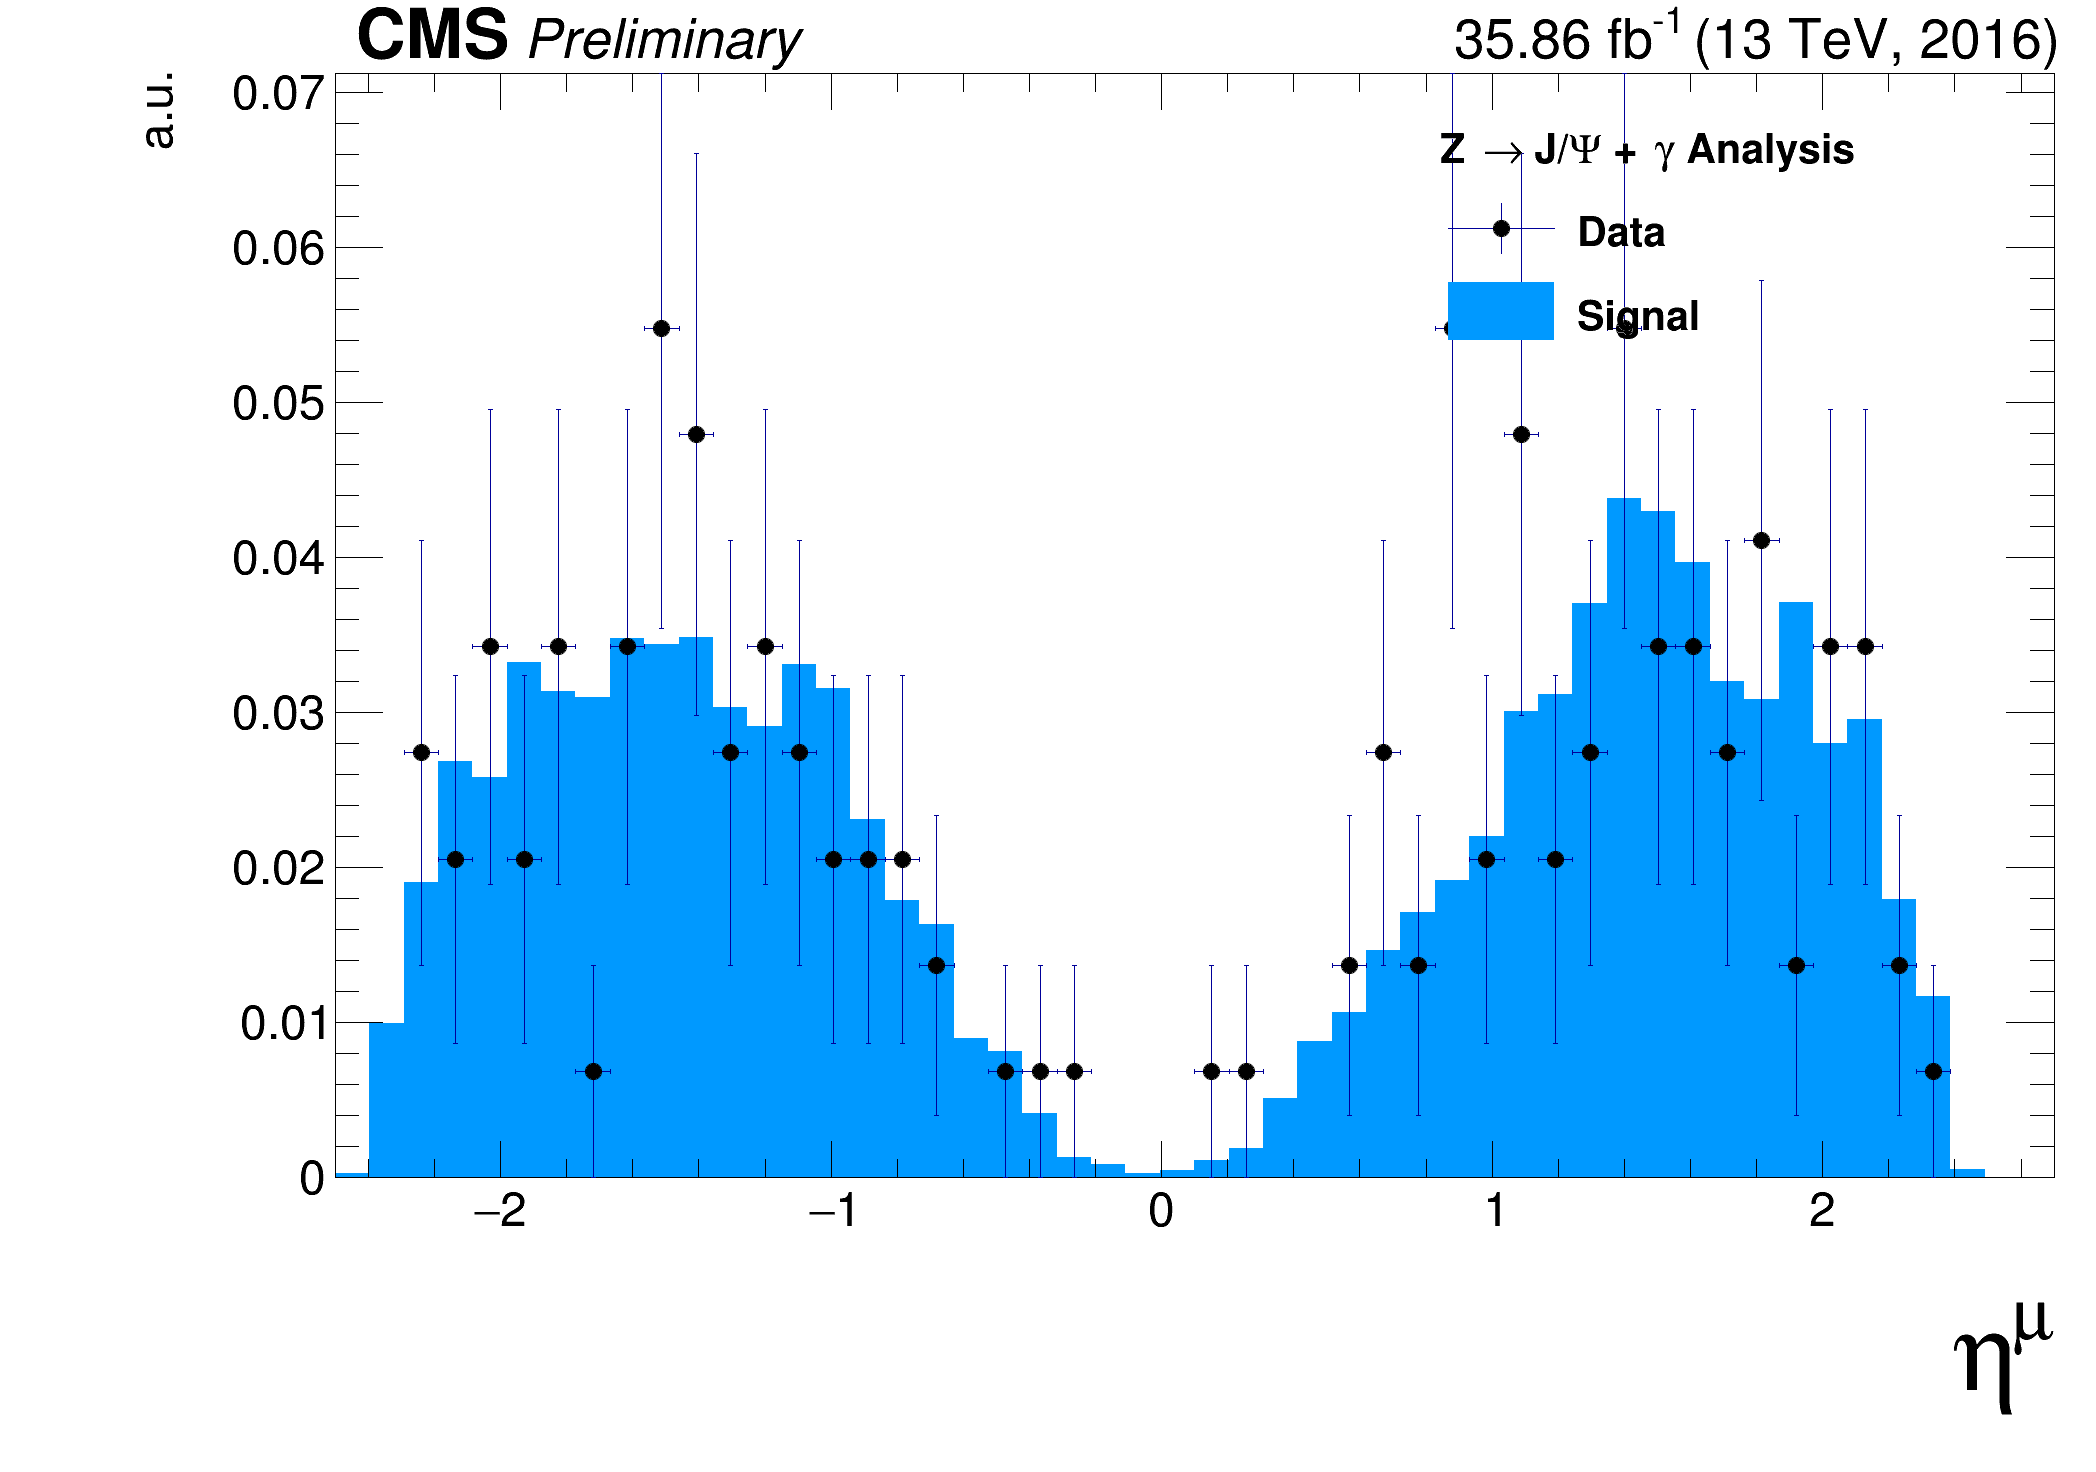 CMS Preliminary
35.86 fb-1 (13 TeV, 2016)
a.u.
0.07
0.06
0.05
0.04
0.03
0.02
0.01
0
Z → J/Ψ + γ Analysis
Data
Signal
−2 −1 0 1 2
ημ